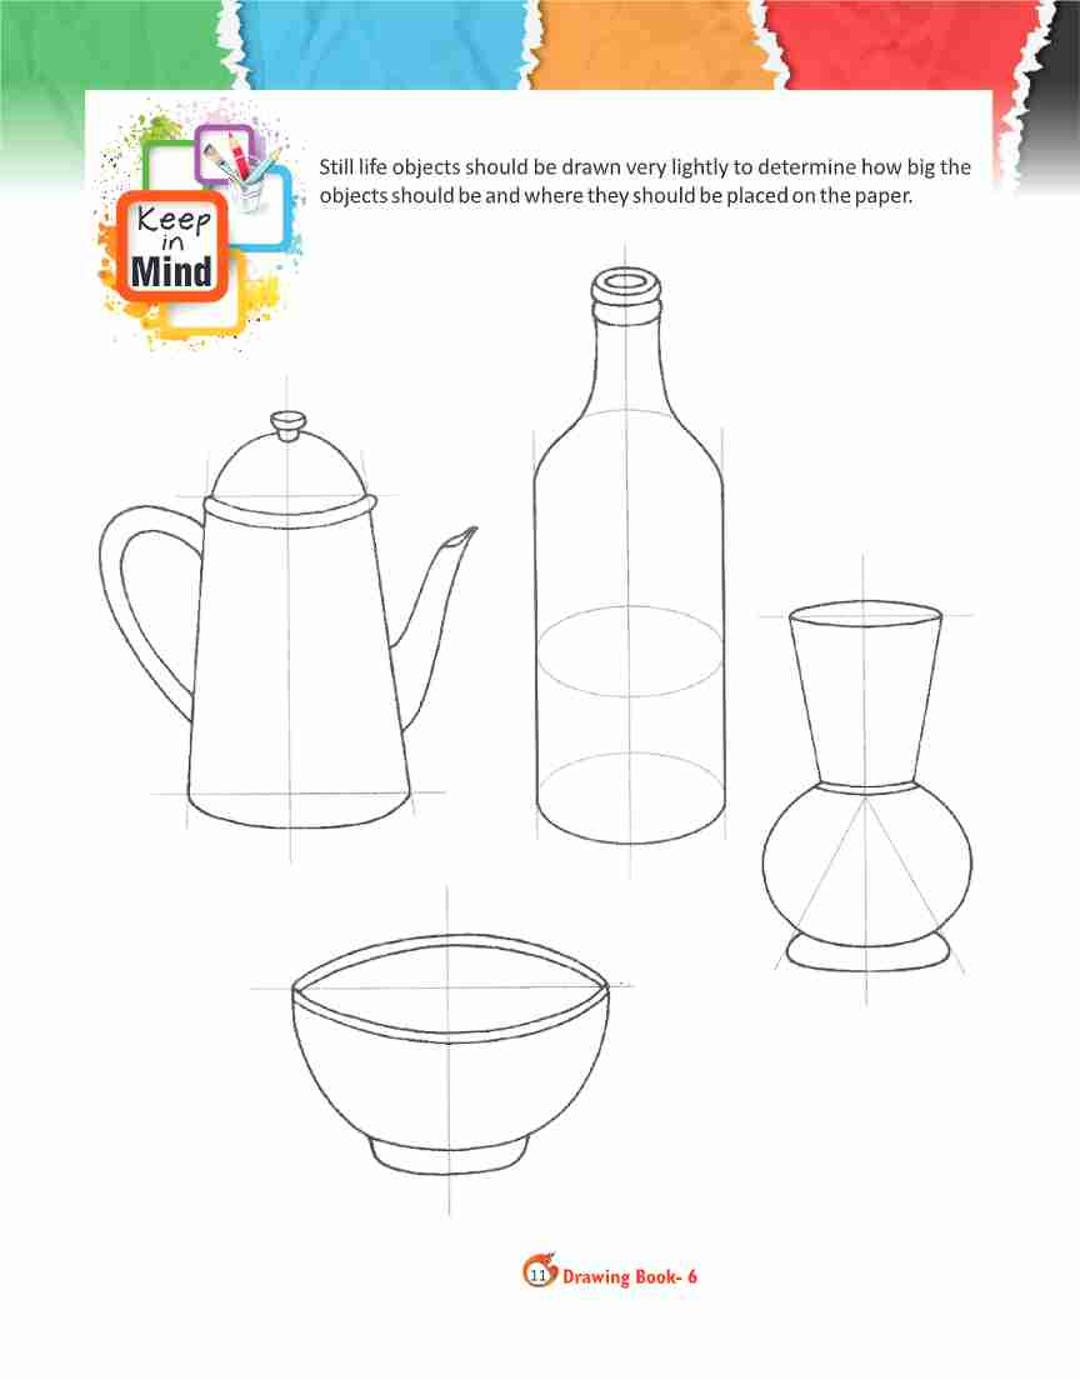 Keep
in
Mind
Still life objects should be drawn very lightly to determine how big the
objects should be and where they should be placed on the paper.
11 Drawing Book- 6